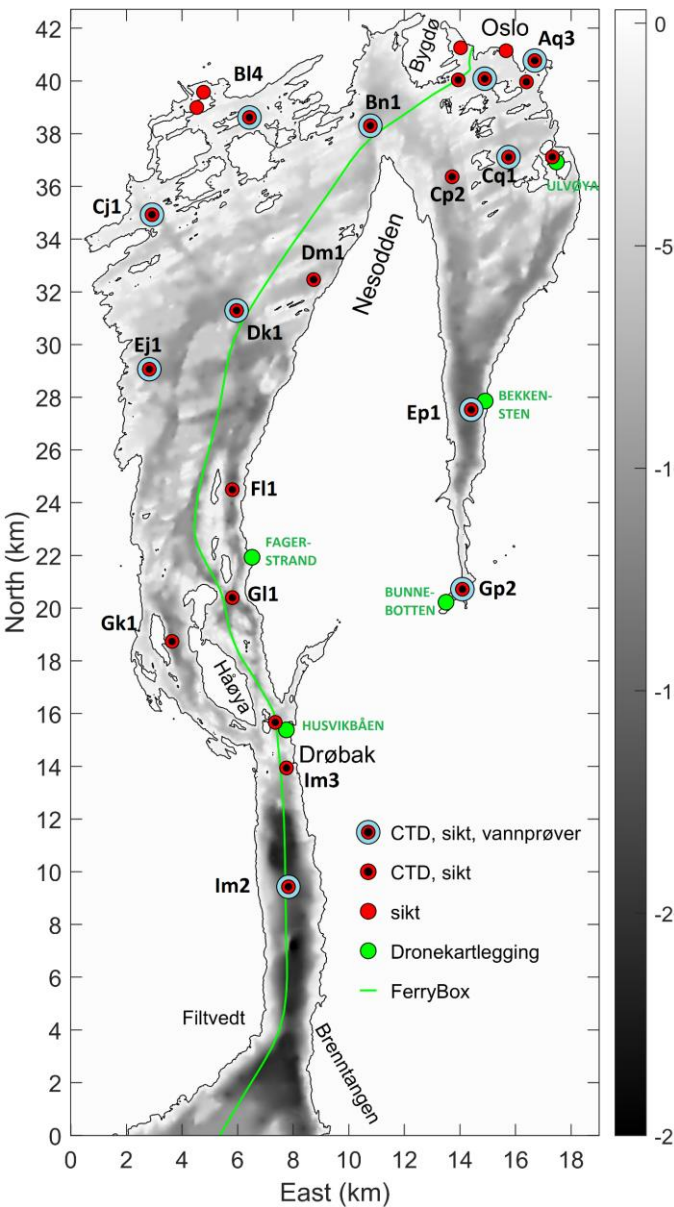 42
40
38
36
34
32
30
28
26
24
22
20
18
16
14
12
10
8
6
4
2
0
North (km)
0
2
4
6
8
10
12
14
16
18
East (km)
Bygdø
Oslo
Aq3
Bl4
Bn1
Cp2
Cq1
ULVØYA
Cj1
Dm1
Nesodden
Dk1
Ej1
BEKKEN-
STEN
Ep1
Fl1
FAGER-
STRAND
BUNNE-
BOTTEN
Gp2
Gl1
Gk1
Håøya
HUSVIKBÅEN
Drøbak
Im3
Im2
CTD, sikt, vannprøver
CTD, sikt
sikt
Dronekartlegging
FerryBox
Filtvedt
Brenntangen
0
-5
-1
-1
-2
-2